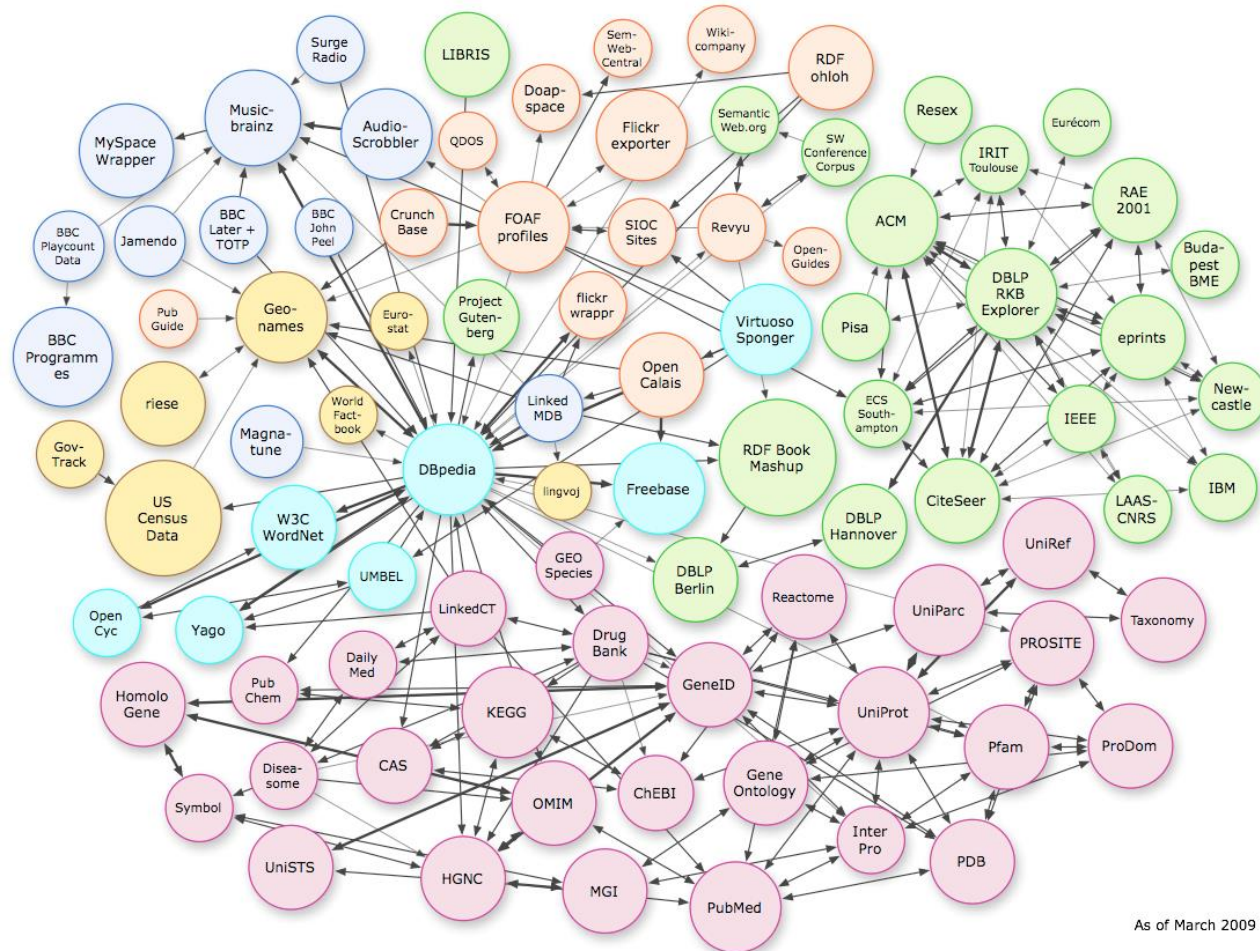 Surge
Radio
LIBRIS
Sem-
Web-
Central
Wiki-
company
RDF
ohloh
Music-
brainz
Audio-
Scrobbler
MySpace
Wrapper
QDOS
Doap-
space
Flickr
exporter
Semantic
Web.org
SW
Conference
Corpus
Resex
Eurécom
IRIT
Toulouse
RAE
2001
ACM
BBC
Playcount
Data
Jamendo
BBC
Later +
TOTP
BBC
John
Peel
Crunch
Base
FOAF
profiles
SIOC
Sites
Revyu
Open-
Guides
DBLP
RKB
Explorer
Buda-
pest
BME
Pub
Guide
Geo-
names
Euro-
stat
Project
Guten-
berg
flickr
wrappr
Virtuoso
Sponger
Pisa
eprints
BBC
Programm
es
riese
World
Fact-
book
Linked
MDB
Open
Calais
ECS
South-
ampton
IEEE
New-
castle
Gov-
Track
Magna-
tune
DBpedia
RDF Book
Mashup
US
Census
Data
W3C
WordNet
lingvoj
Freebase
CiteSeer
LAAS-
CNRS
IBM
DBLP
Hannover
UniRef
GEO
Species
DBLP
Berlin
UMBEL
Open
Cyc
Yago
LinkedCT
Reactome
UniParc
Taxonomy
Drug
Bank
PROSITE
Daily
Med
Pub
Chem
Homolo
Gene
GeneID
KEGG
UniProt
Pfam
ProDom
CAS
Disea-
some
Symbol
OMIM
ChEBI
Gene
Ontology
Inter
Pro
PDB
UniSTS
HGNC
MGI
PubMed
As of March 2009